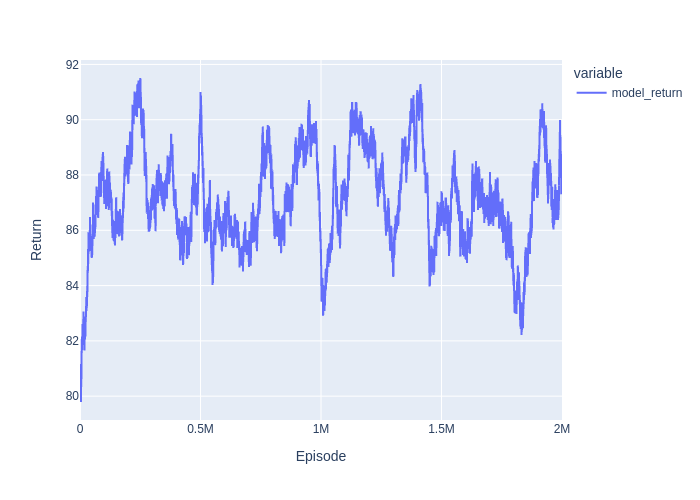 variable
model_return
92
90
88
86
84
82
80
Return
0
0.5M
1M
1.5M
2M
Episode